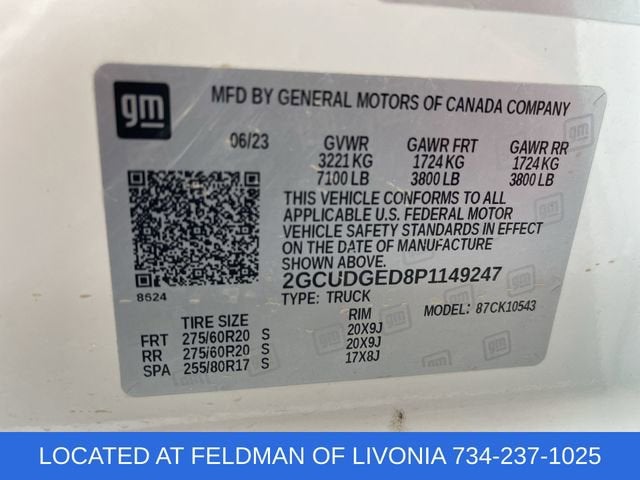 gm
MFD BY GENERAL MOTORS OF CANADA COMPANY
06/23 GVWR GAWR FRT GAWR RR
3221 KG 1724 KG 1724 KG
7100 LB 3800 LB 3800 LB
THIS VEHICLE CONFORMS TO ALL
APPLICABLE U.S. FEDERAL MOTOR
VEHICLE SAFETY STANDARDS IN EFFECT
ON THE DATE OF MANUFACTURE
SHOWN ABOVE.
2GCUDGED8P1149247
8624
TYPE: TRUCK MODEL: 87CK10543
TIRE SIZE RIM
FRT 275/60R20 S 20X9J
RR 275/60R20 S 20X9J
SPA 255/80R17 S 17X8J
LOCATED AT FELDMAN OF LIVONIA 734-237-1025